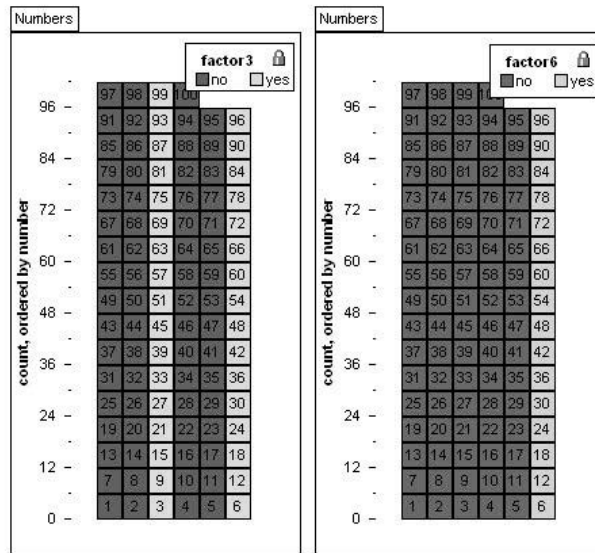 Numbers
factor3
no yes
count, ordered by number
96 –
84 –
72 –
60 –
48 –
36 –
24 –
12 –
0 –
97 98 99 100
91 92 93 94 95 96
85 86 87 88 89 90
79 80 81 82 83 84
73 74 75 76 77 78
67 68 69 70 71 72
61 62 63 64 65 66
55 56 57 58 59 60
49 50 51 52 53 54
43 44 45 46 47 48
37 38 39 40 41 42
31 32 33 34 35 36
25 26 27 28 29 30
19 20 21 22 23 24
13 14 15 16 17 18
7 8 9 10 11 12
1 2 3 4 5 6
Numbers
factor6
no yes
count, ordered by number
96 –
84 –
72 –
60 –
48 –
36 –
24 –
12 –
0 –
97 98 99
91 92 93 94 95 96
85 86 87 88 89 90
79 80 81 82 83 84
73 74 75 76 77 78
67 68 69 70 71 72
61 62 63 64 65 66
55 56 57 58 59 60
49 50 51 52 53 54
43 44 45 46 47 48
37 38 39 40 41 42
31 32 33 34 35 36
25 26 27 28 29 30
19 20 21 22 23 24
13 14 15 16 17 18
7 8 9 10 11 12
1 2 3 4 5 6